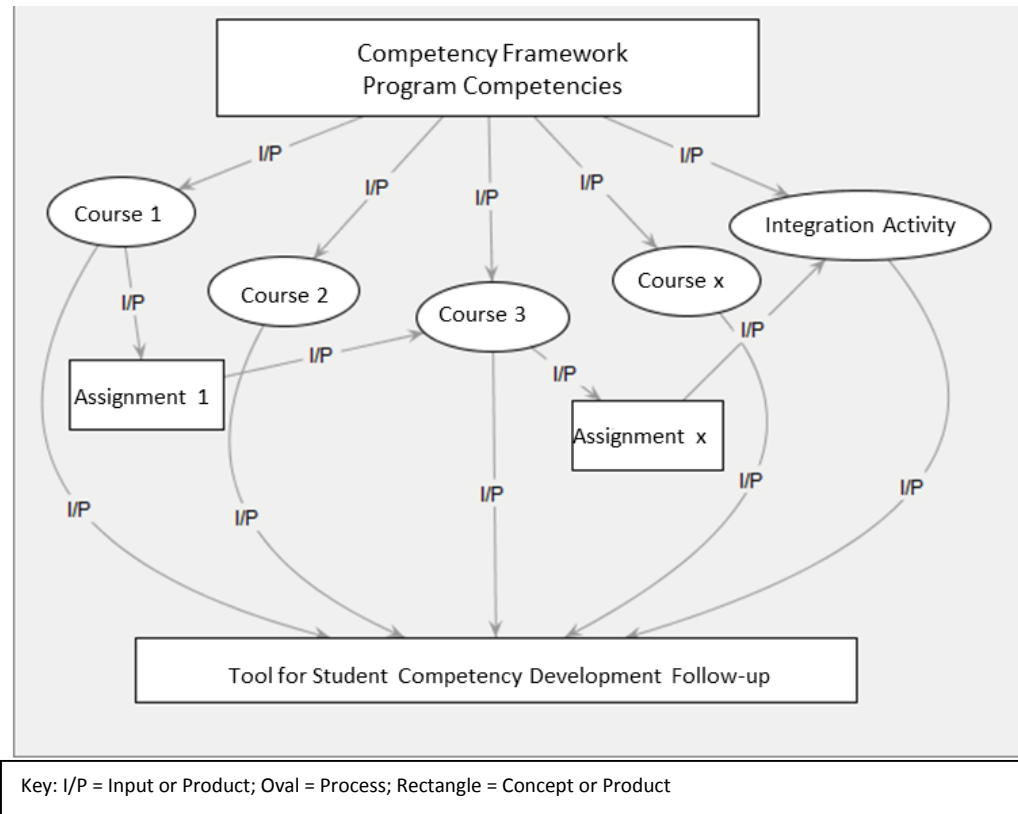 Competency Framework
Program Competencies
I/P
I/P
I/P
I/P
I/P
Course 1
Integration Activity
Course 2
Course 3
Course x
I/P
I/P
I/P
I/P
Assignment 1
Assignment x
I/P
I/P
I/P
I/P
I/P
Tool for Student Competency Development Follow-up
Key: I/P = Input or Product; Oval = Process; Rectangle = Concept or Product